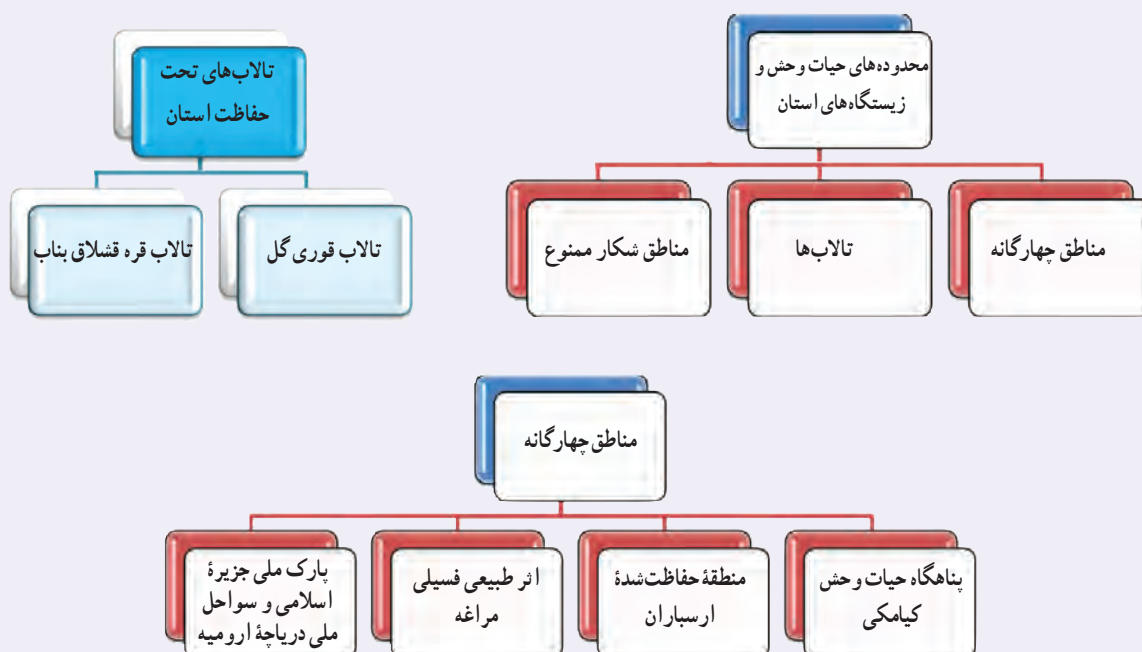 محدوده‌های حیات وحش و
زیستگاه‌های استان
مناطق چهارگانه
تالاب‌ها
مناطق شکار ممنوع
تالاب‌های تحت
حفاظت استان
تالاب قوری گل
تالاب قره قشلاق بناب
مناطق چهارگانه
پناهگاه حیات وحش
کیامکی
منطقهٔ حفاظت‌شدهٔ
ارسباران
اثر طبیعی فسیلی
مراغه
پارک ملی جزیرهٔ
اسلامی و سواحل
ملی دریاچهٔ ارومیه